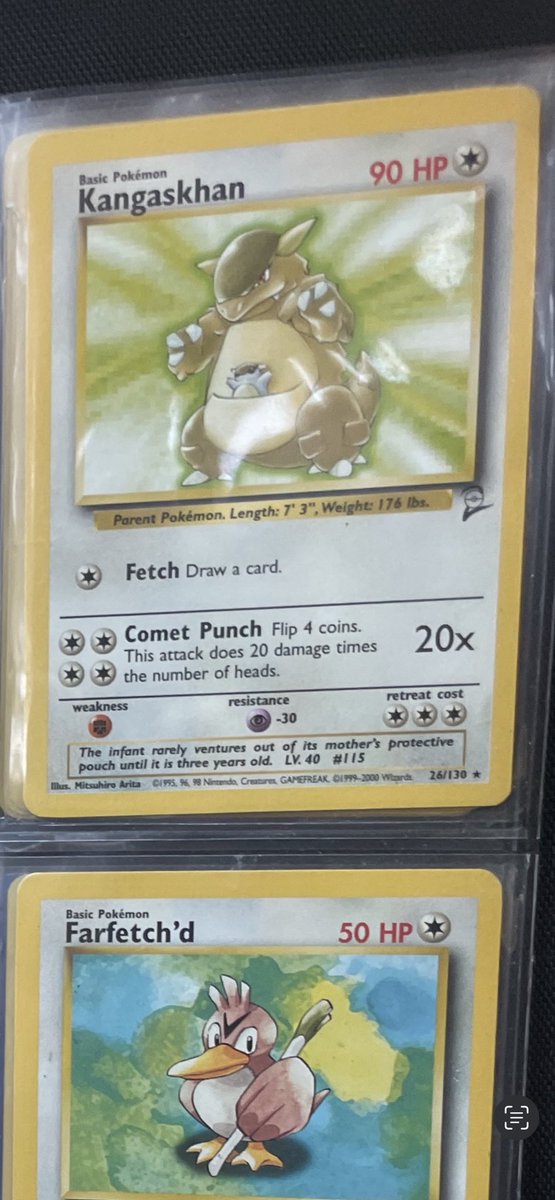 Basic Pokémon
Kangaskhan
90 HP
Parent Pokémon. Length: 7' 3", Weight: 176 lbs.
Fetch Draw a card.
Comet Punch Flip 4 coins.
This attack does 20 damage times
the number of heads.
20x
weakness
resistance
retreat cost
-30
The infant rarely ventures out of its mother's protective
pouch until it is three years old. LV. 40 #115
Illus. Mitsuhiro Arita ©1995, 96, 98 Nintendo, Creatures, GAMEFREAK. ©1999-2000 Wizards. 26/130 ★
Basic Pokémon
Farfetch'd
50 HP